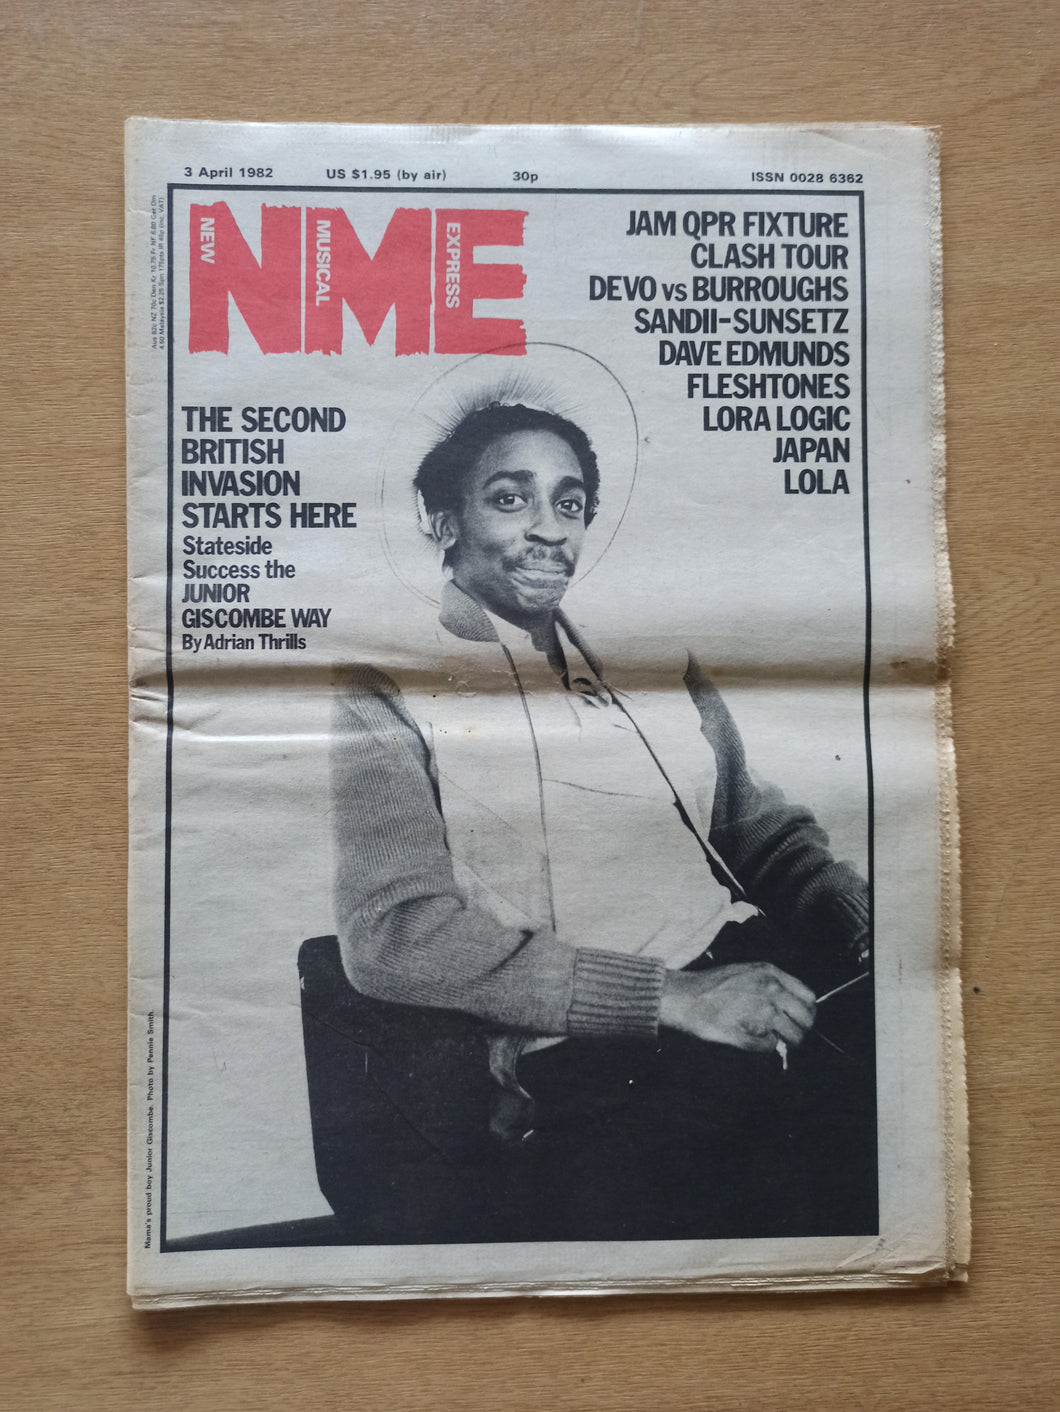 3 April 1982 US $1.95 (by air) 30p ISSN 0028 6362
NME
NEW
MUSICAL
EXPRESS
JAM QPR FIXTURE
CLASH TOUR
DEVO vs BURROUGHS
SANDII-SUNSETZ
DAVE EDMUNDS
FLESHTONES
LORA LOGIC
JAPAN
LOLA
THE SECOND
BRITISH
INVASION
STARTS HERE
Stateside
Success the
JUNIOR
GISCOMBE WAY
By Adrian Thrills
Mama's proud boy Junior Giscombe. Photo by Pennie Smith.